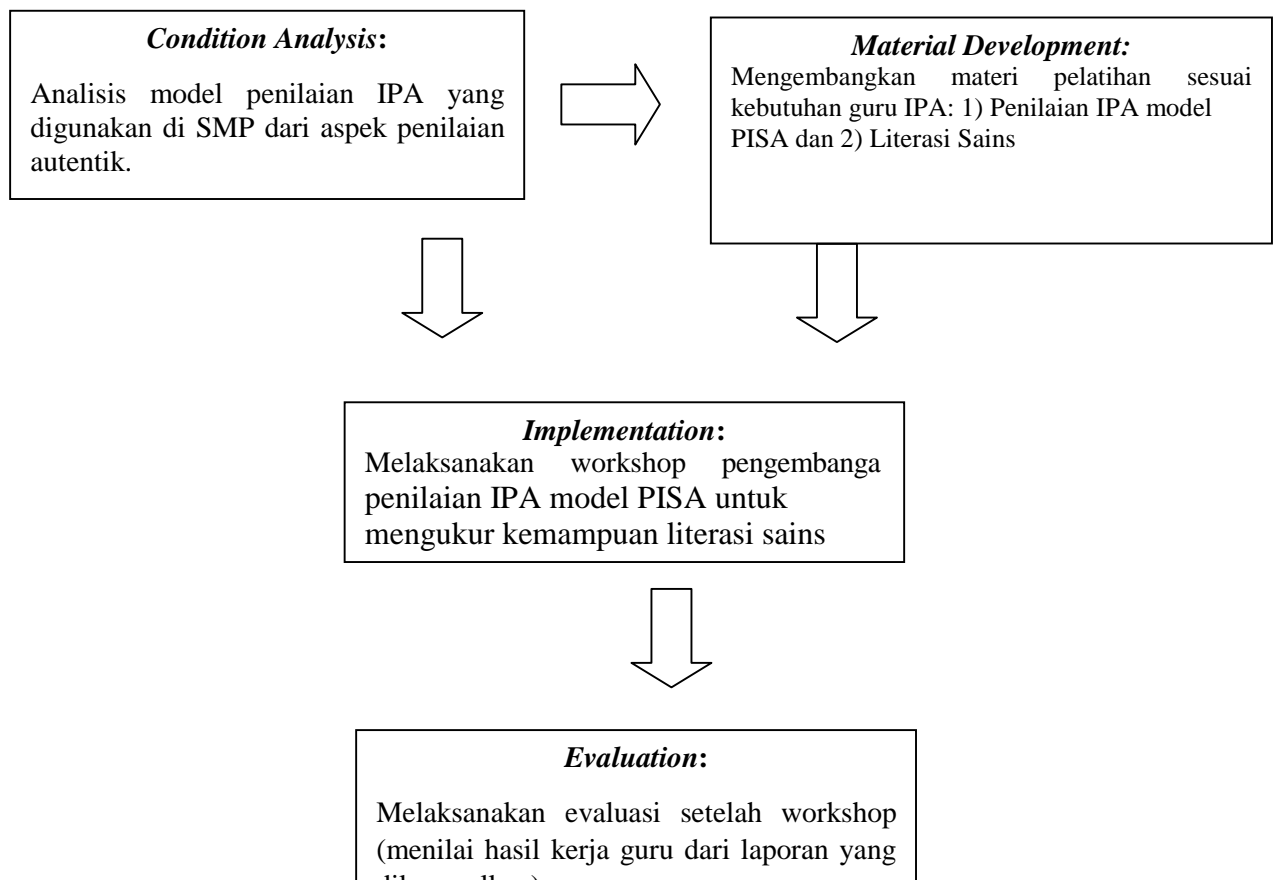 Condition Analysis:
Analisis model penilaian IPA yang
digunakan di SMP dari aspek penilaian
autentik.
Material Development:
Mengembangkan materi pelatihan sesuai
kebutuhan guru IPA: 1) Penilaian IPA model
PISA dan 2) Literasi Sains
Implementation:
Melaksanakan workshop pengembanga
penilaian IPA model PISA untuk
mengukur kemampuan literasi sains
Evaluation:
Melaksanakan evaluasi setelah workshop
(menilai hasil kerja guru dari laporan yang